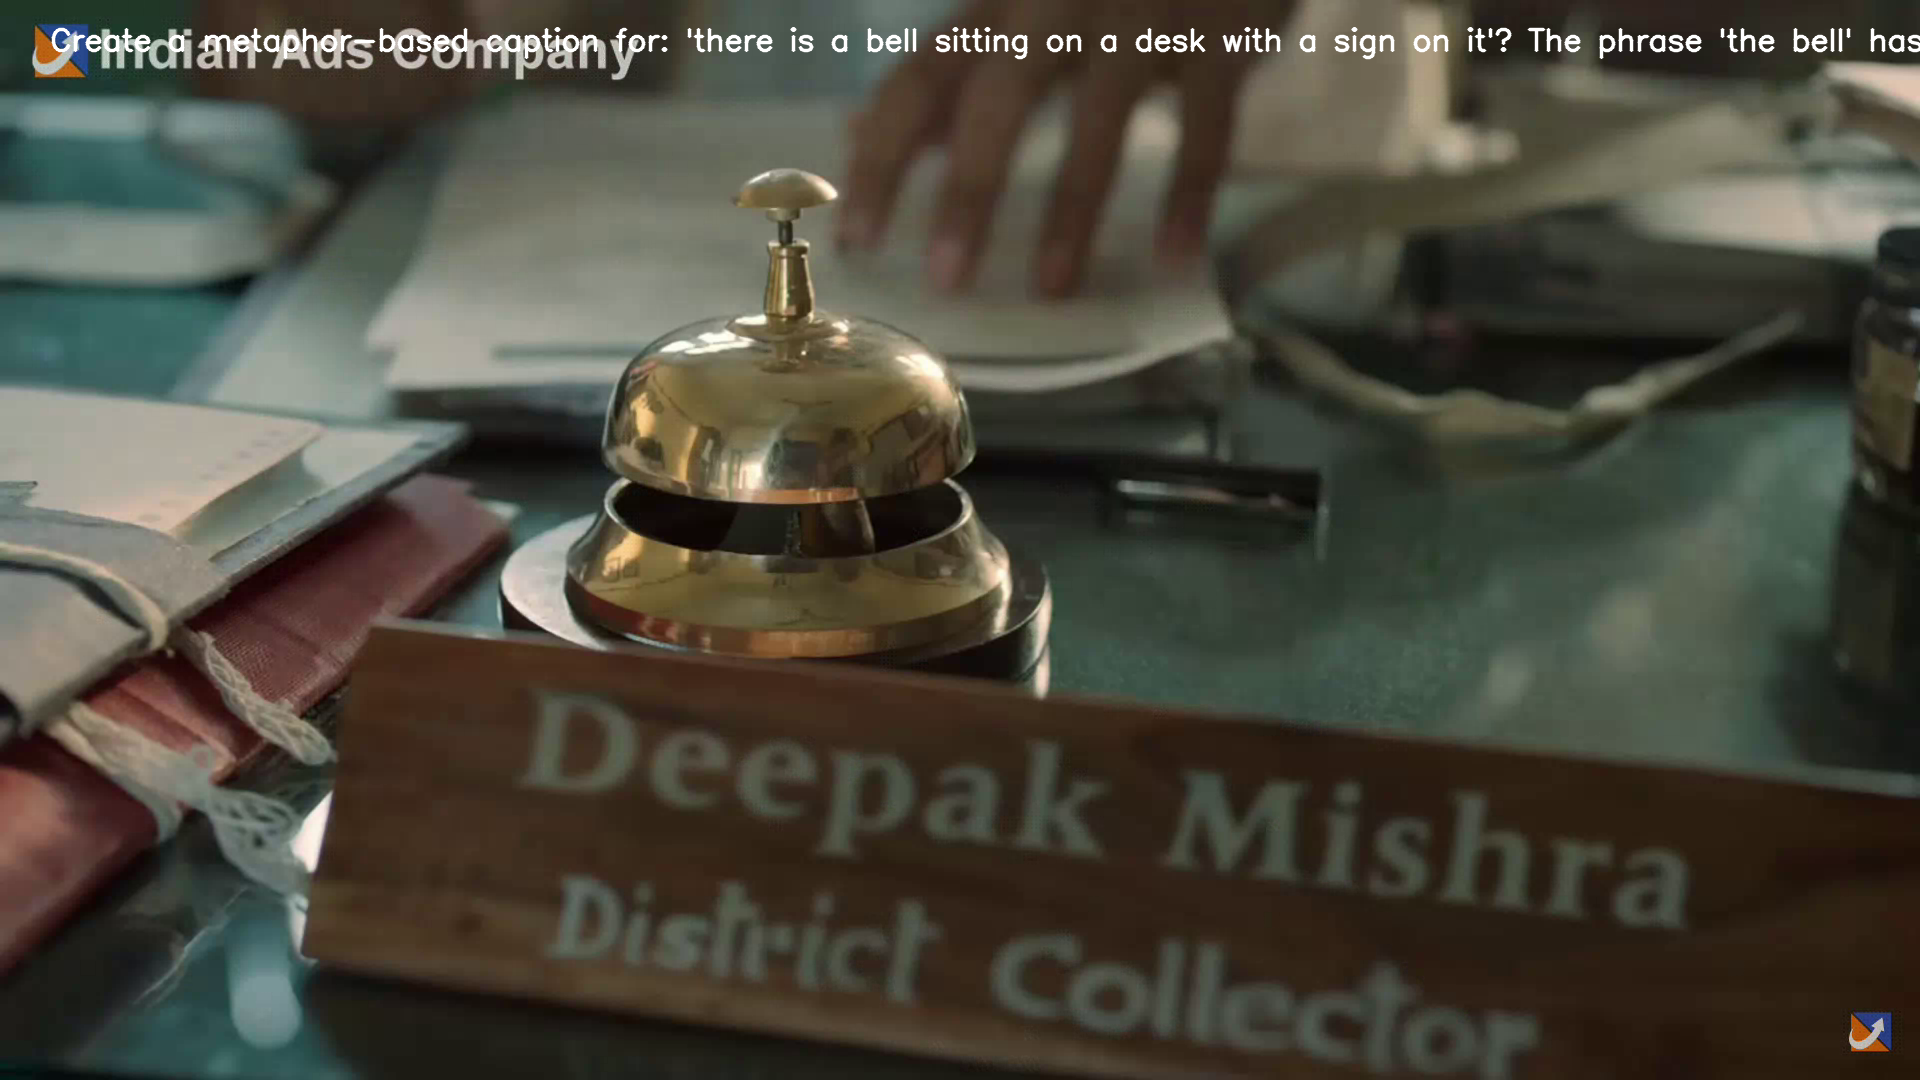 Create a metaphor-based caption for: 'there is a bell sitting on a desk with a sign on it'? The phrase 'the bell' has
Indian Ads Company
Deepak Mishra
District Collector